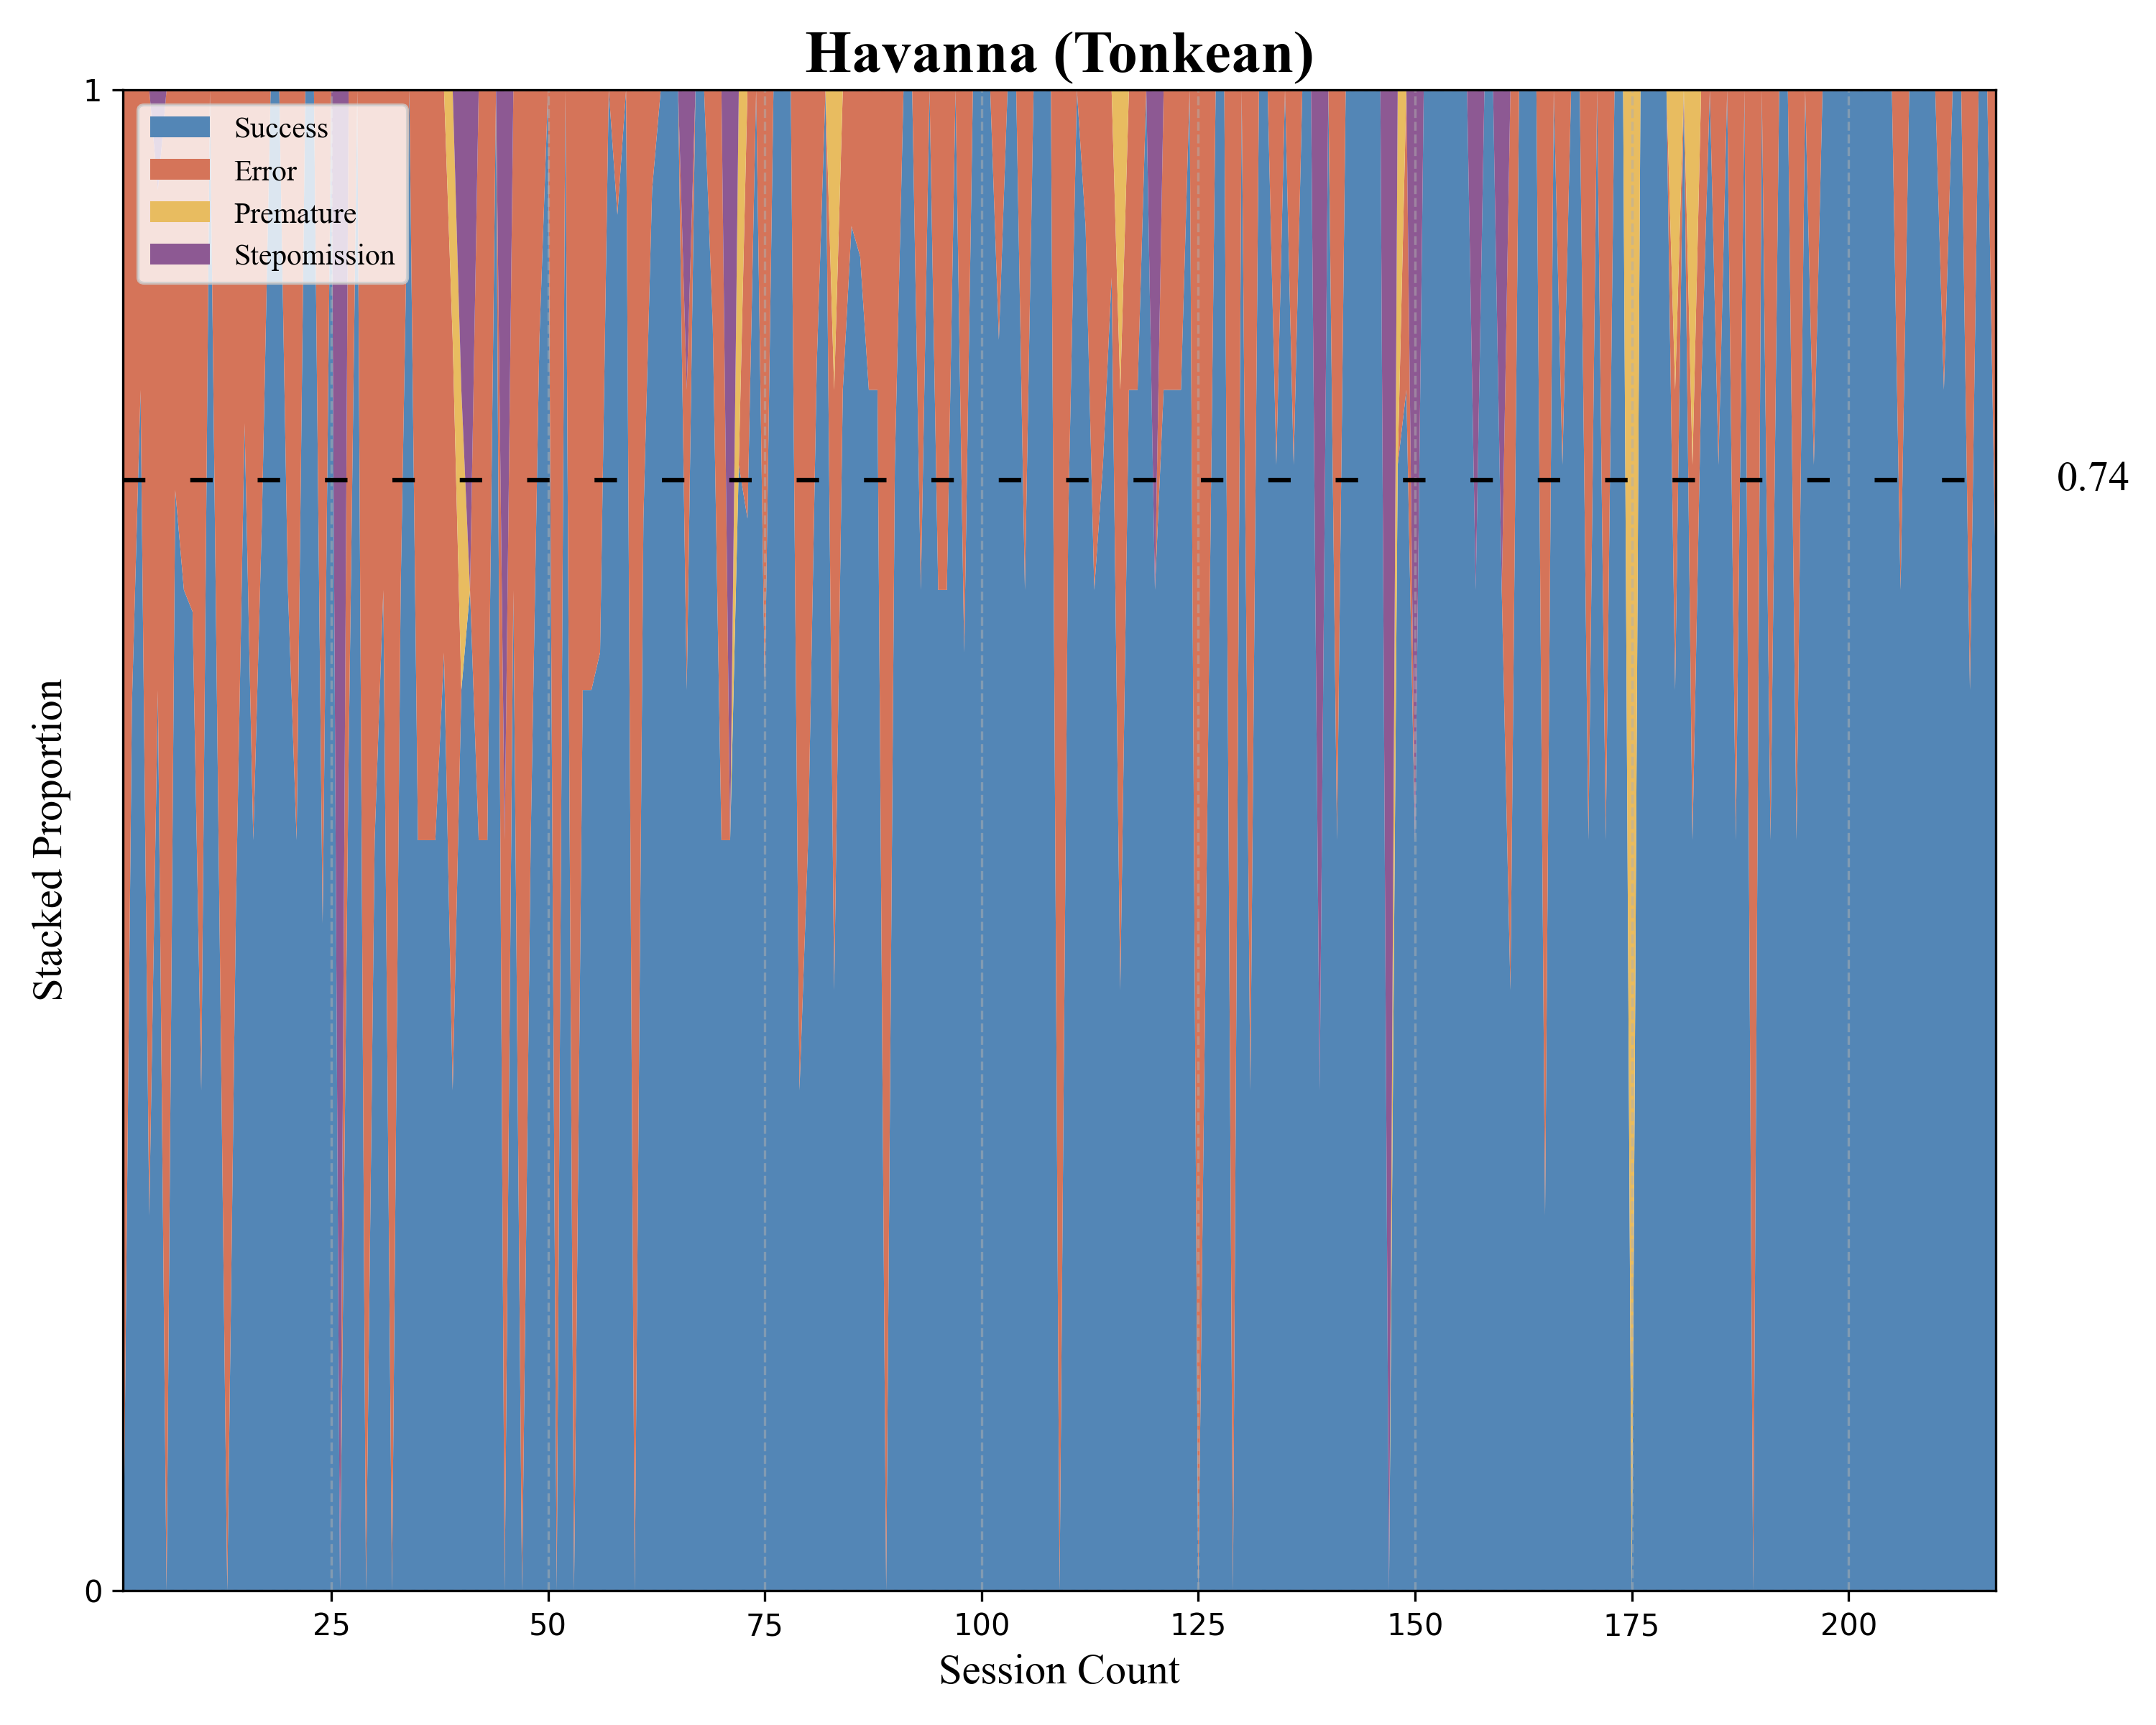 Havanna (Tonkean)
1
Success
Error
Premature
Stepomission
0.74
Stacked Proportion
0
25 50 75 100 125 150 175 200
Session Count